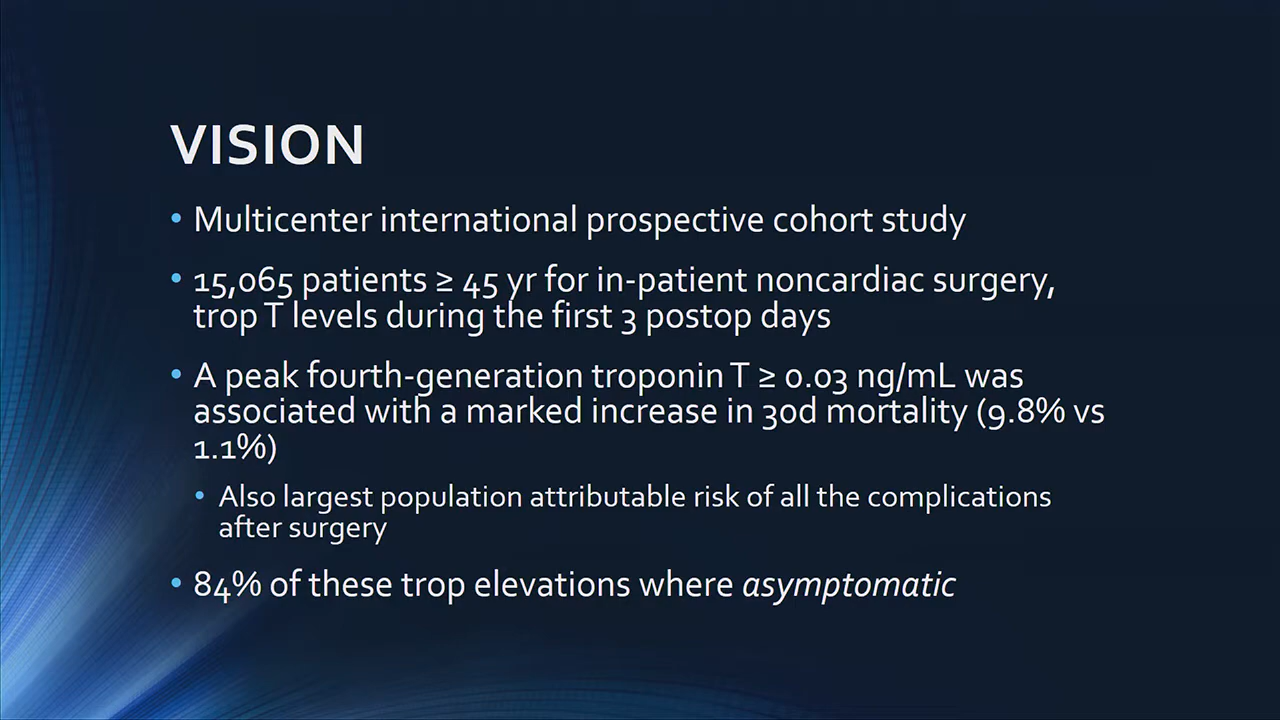 VISION
• Multicenter international prospective cohort study
• 15,065 patients ≥ 45 yr for in-patient noncardiac surgery,
trop T levels during the first 3 postop days
• A peak fourth-generation troponin T ≥ 0.03 ng/mL was
associated with a marked increase in 30d mortality (9.8% vs
1.1%)
• Also largest population attributable risk of all the complications
after surgery
• 84% of these trop elevations where asymptomatic